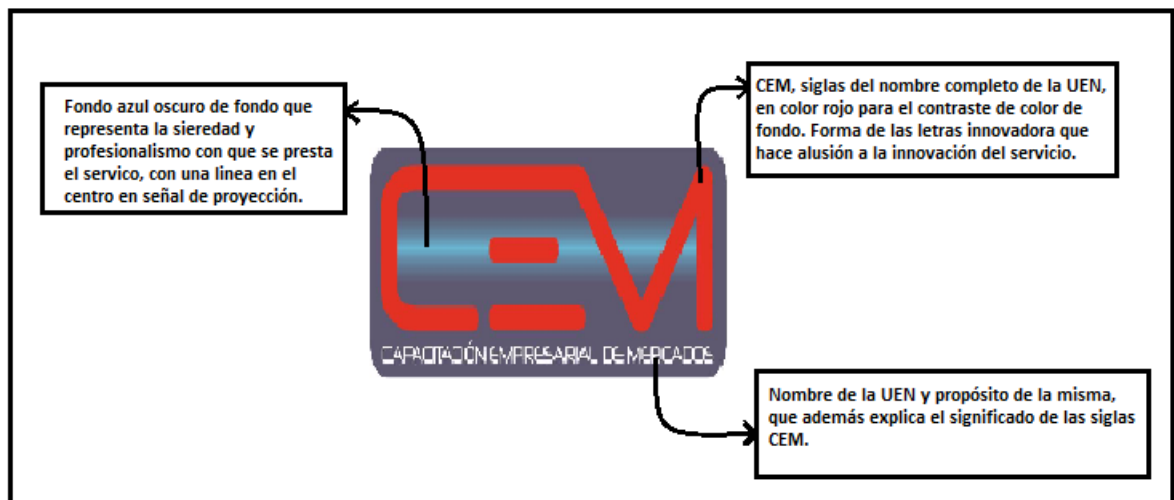 Fondo azul oscuro de fondo que
representa la sieredad y
profesionalismo con que se presta
el servico, con una linea en el
centro en señal de proyección.
CEM, siglas del nombre completo de la UEN,
en color rojo para el contraste de color de
fondo. Forma de las letras innovadora que
hace alusión a la innovación del servicio.
CEM
CAPACITACIÓN EMPRESARIAL DE MERCADOS
Nombre de la UEN y propósito de la misma,
que además explica el significado de las siglas
CEM.